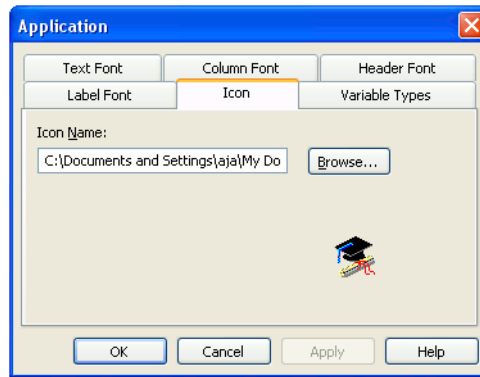 Application
Text Font Column Font Header Font
Label Font Icon Variable Types
Icon Name:
C:\Documents and Settings\aja\My Do Browse...
OK Cancel Apply Help